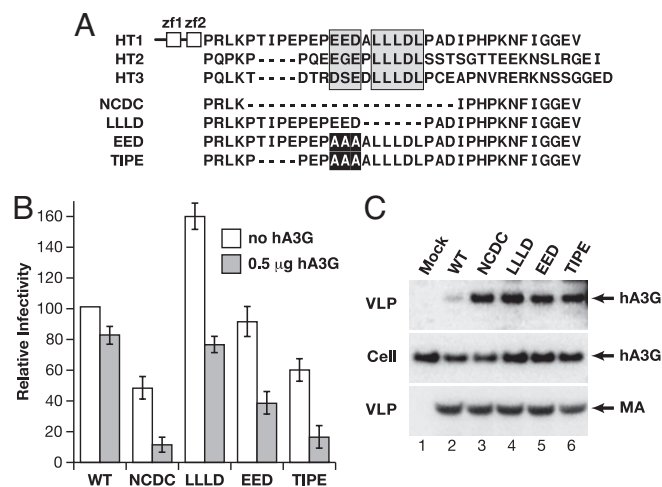 A
zf1 zf2
HT1 PRLKPTIPEPEPEEDALLLDLPADIPHPKNFIGGEV
HT2 PQPKP----PQEEGEPLLLDLSSTSGTTEEKNSLRGEI
HT3 PQLKT----DTRDSEDLLLDLPCEAPNVRERKNSSGGED
NCDC PRLK--------------------IPHPKNFIGGEV
LLLD PRLKPTIPEPEPEED------PADIPHPKNFIGGEV
EED PRLKPTIPEPEPAAAALLLDLPADIPHPKNFIGGEV
TIPE PRLKP----PEPAAAALLLDLPADIPHPKNFIGGEV
B
Relative Infectivity
160
140
120
100
80
60
40
20
0
no hA3G
0.5 µg hA3G
WT NCDC LLLD EED TIPE
C
Mock WT NCDC LLLD EED TIPE
VLP hA3G
Cell hA3G
VLP MA
1 2 3 4 5 6